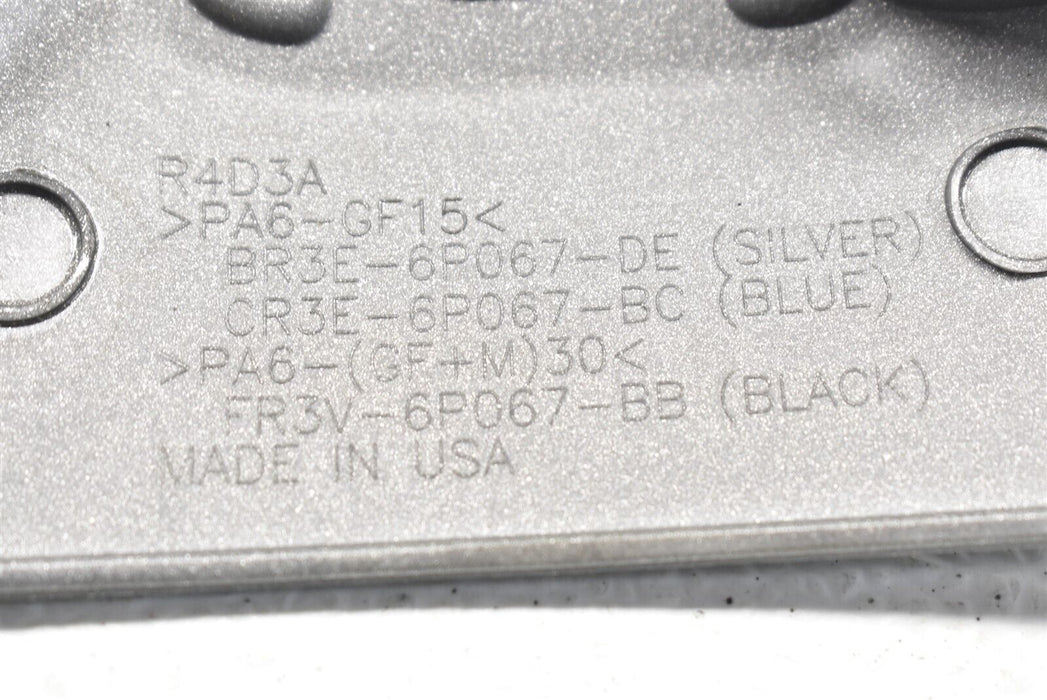 R4D3A
>PA6-GF15<
BR3E-6P067-DE (SILVER)
CR3E-6P067-BC (BLUE)
>PA6-(GF+M)30<
FR3V-6P067-BB (BLACK)
MADE IN USA